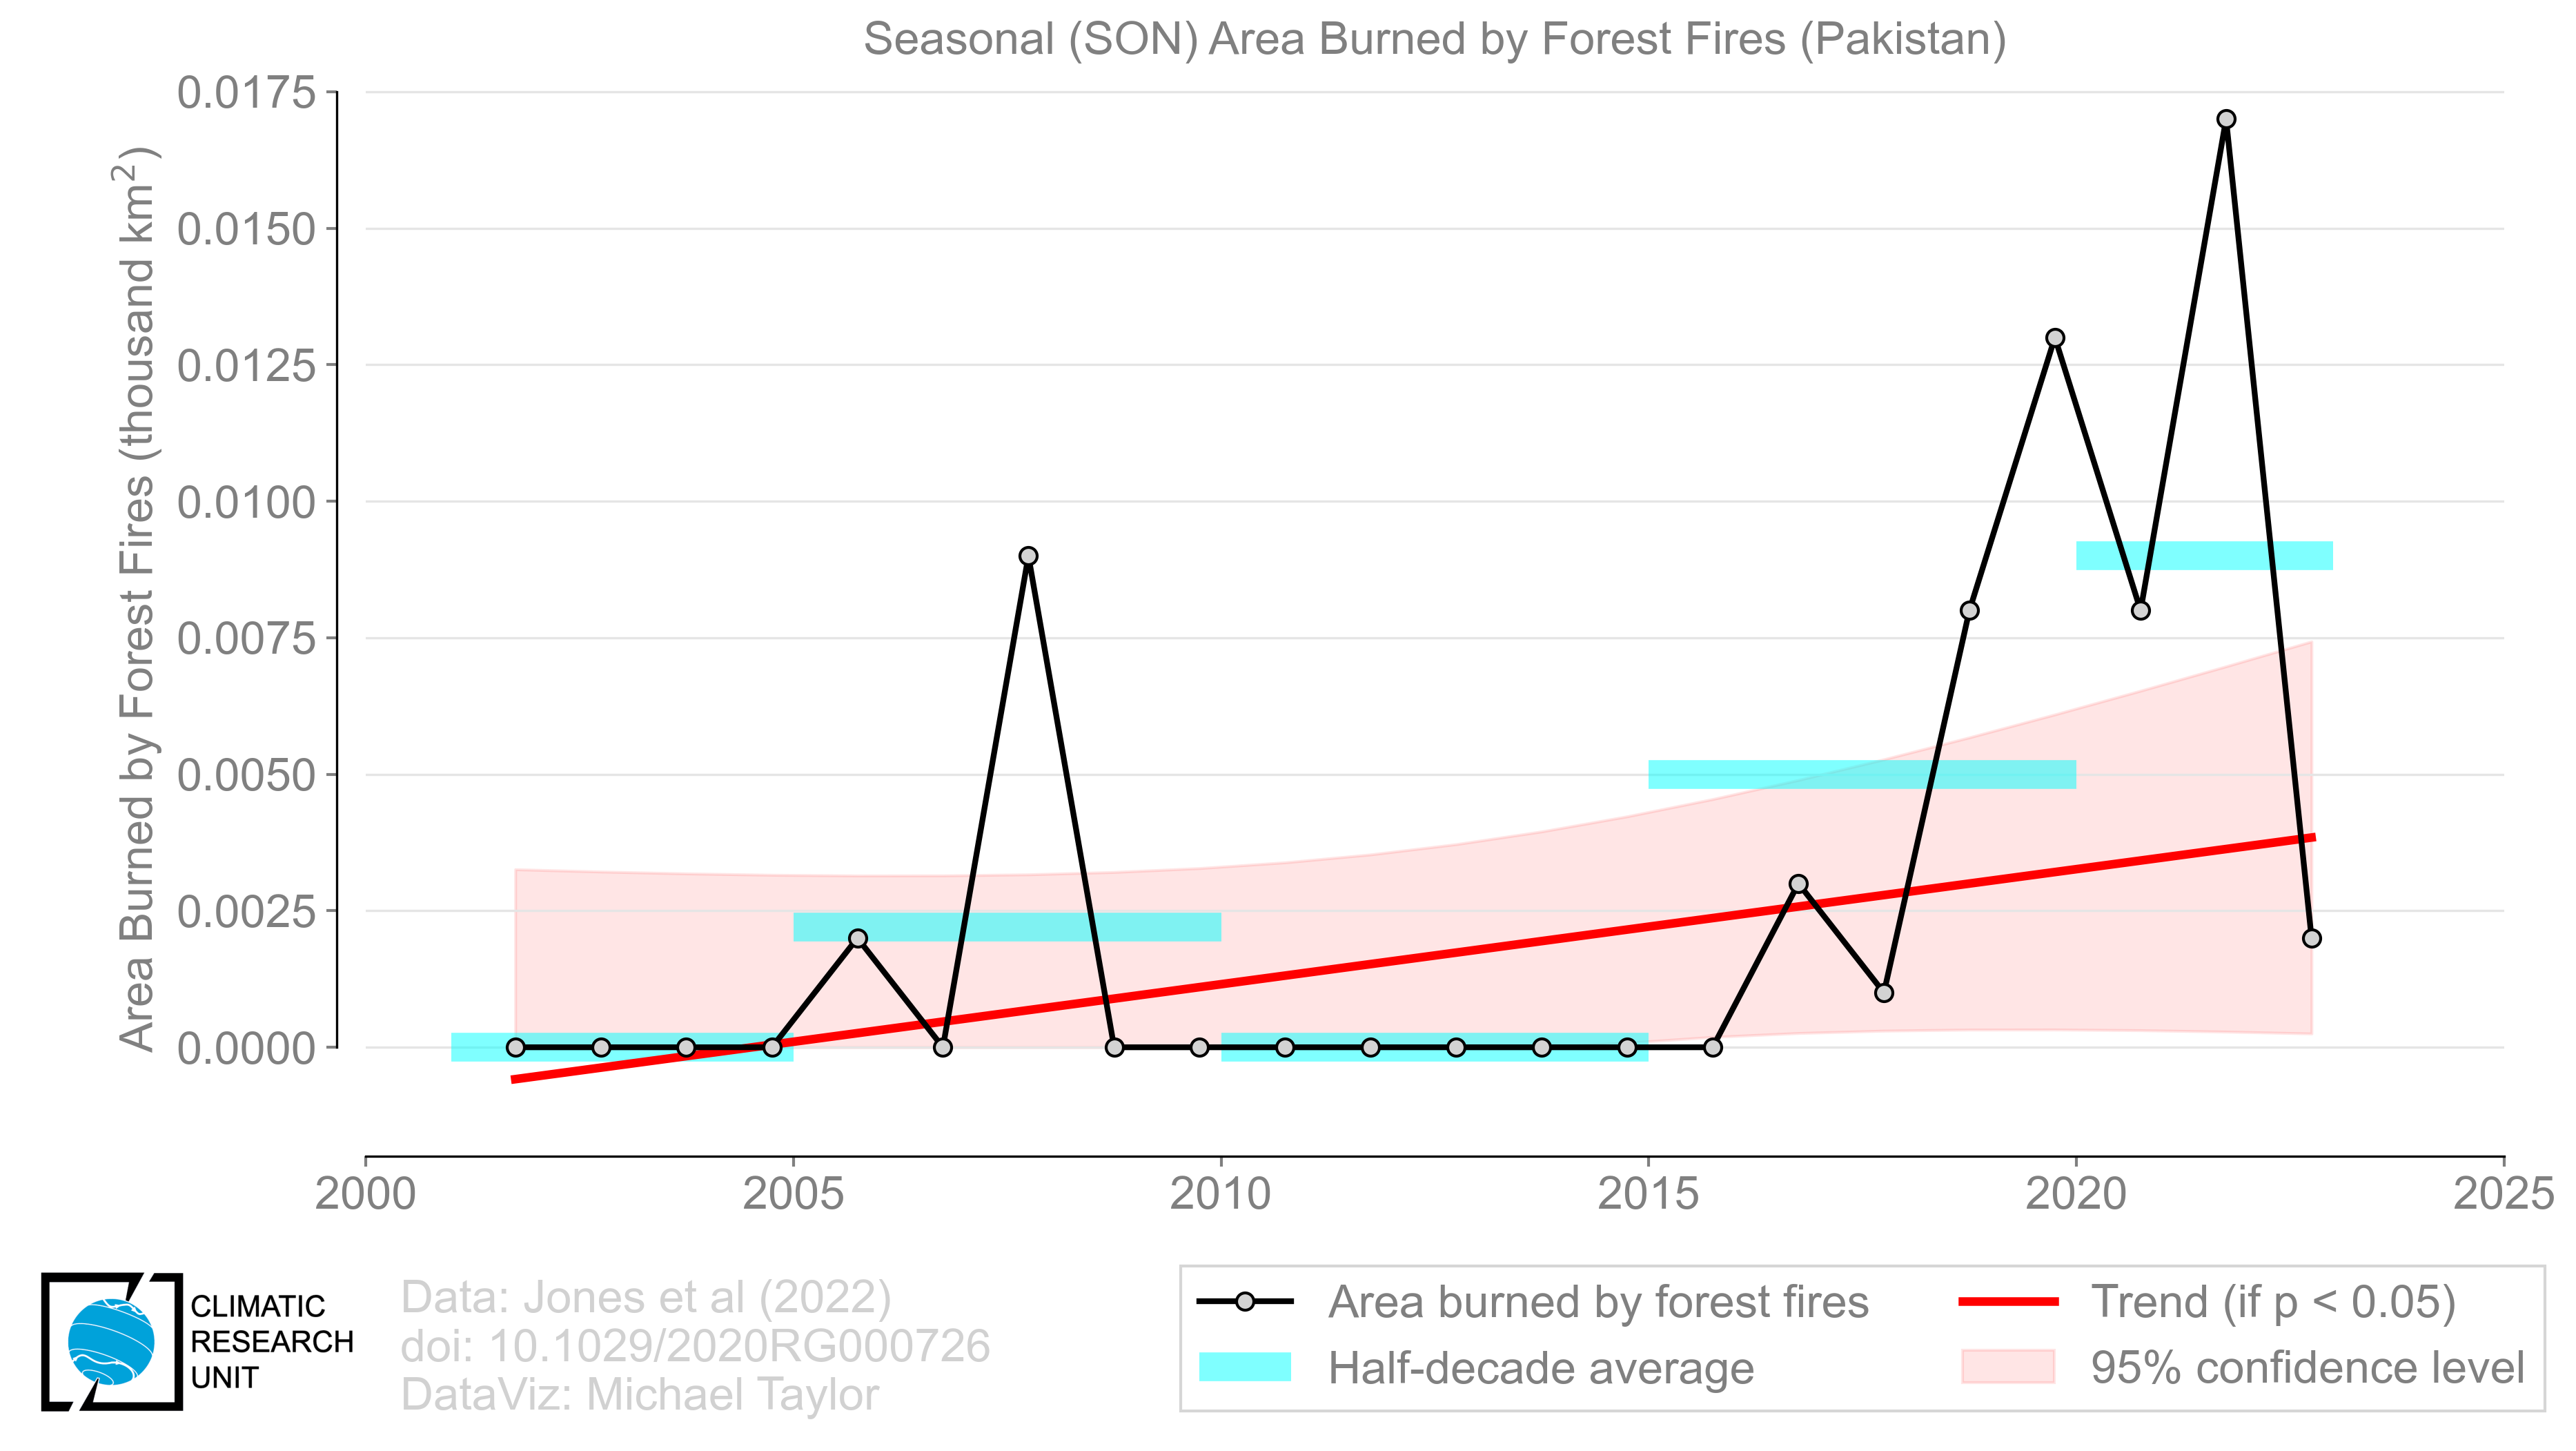 Seasonal (SON) Area Burned by Forest Fires (Pakistan)
Area Burned by Forest Fires (thousand km²)
0.0175
0.0150
0.0125
0.0100
0.0075
0.0050
0.0025
0.0000
2000 2005 2010 2015 2020 2025
CLIMATIC
RESEARCH
UNIT
Data: Jones et al (2022)
doi: 10.1029/2020RG000726
DataViz: Michael Taylor
Area burned by forest fires
Half-decade average
Trend (if p < 0.05)
95% confidence level